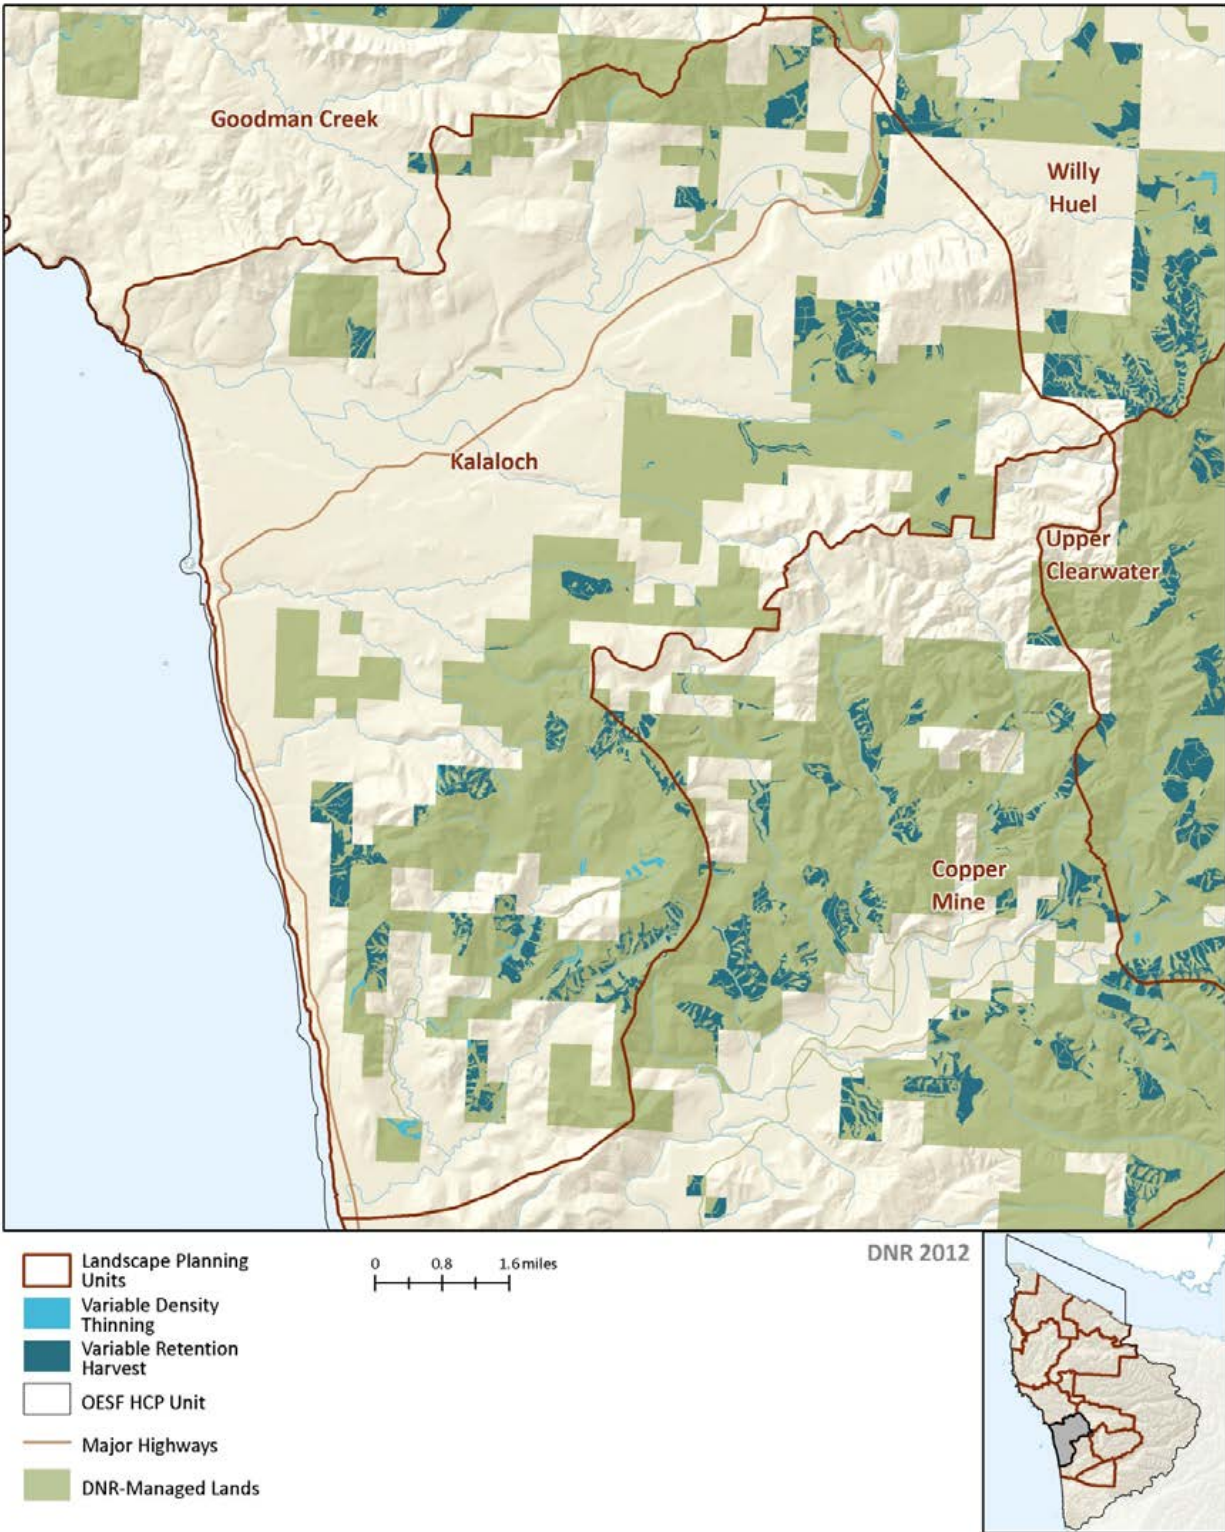 Goodman Creek
Willy
Huel
Kalaloch
Upper
Clearwater
Copper
Mine
Landscape Planning
Units
Variable Density
Thinning
Variable Retention
Harvest
OESF HCP Unit
Major Highways
DNR-Managed Lands
0 0.8 1.6 miles
DNR 2012